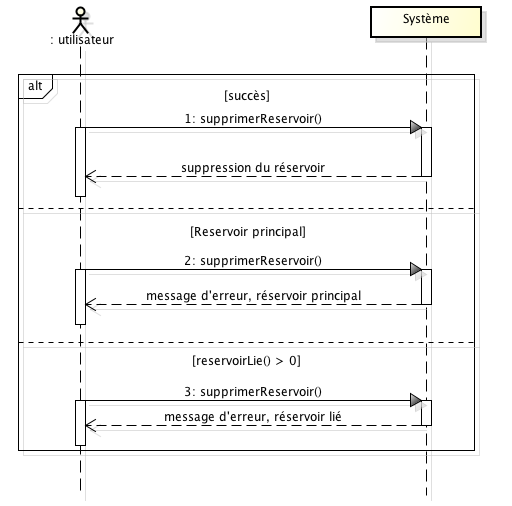 : utilisateur
Système
alt
[succès]
1: supprimerReservoir()
suppression du réservoir
[Reservoir principal]
2: supprimerReservoir()
message d'erreur, réservoir principal
[reservoirLie() > 0]
3: supprimerReservoir()
message d'erreur, réservoir lié